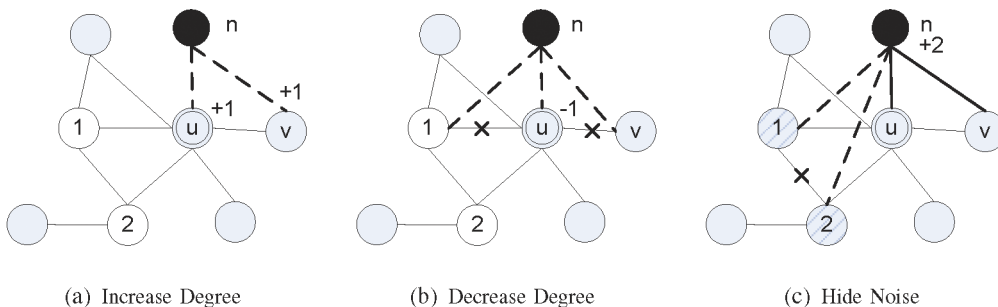 n
+1
+1
1
u
v
2
(a) Increase Degree
n
-1
1
u
v
2
(b) Decrease Degree
n
+2
1
u
v
2
(c) Hide Noise